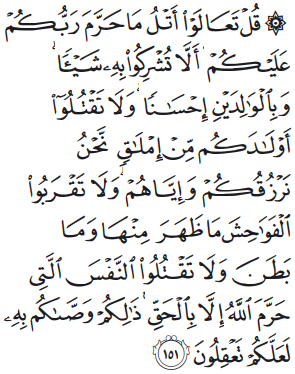 ۞ قُلْ تَعَالَوْا۟ أَتْلُ مَا حَرَّمَ رَبُّكُمْ
عَلَيْكُمْ ۖ أَلَّا تُشْرِكُوا۟ بِهِۦ شَيْـًٔا ۖ
وَبِٱلْوَٰلِدَيْنِ إِحْسَـٰنًا ۖ وَلَا تَقْتُلُوٓا۟
أَوْلَـٰدَكُم مِّنْ إِمْلَـٰقٍ ۖ نَّحْنُ
نَرْزُقُكُمْ وَإِيَّاهُمْ ۖ وَلَا تَقْرَبُوا۟
ٱلْفَوَٰحِشَ مَا ظَهَرَ مِنْهَا وَمَا
بَطَنَ ۖ وَلَا تَقْتُلُوا۟ ٱلنَّفْسَ ٱلَّتِى
حَرَّمَ ٱللَّهُ إِلَّا بِٱلْحَقِّ ۚ ذَٰلِكُمْ وَصَّىٰكُم بِهِۦ
لَعَلَّكُمْ تَعْقِلُونَ ١٥١